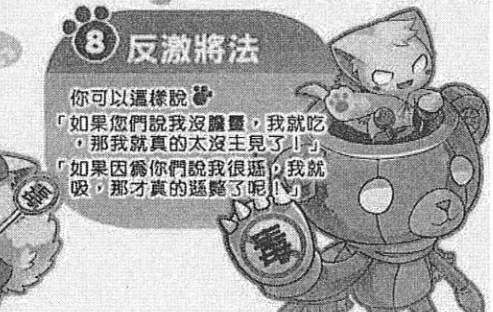 8 反激將法
你可以這樣說
「如果您們說我沒膽量，我就吃
，那我就真的太沒主見了！」
「如果因為你們說我很遜，我就
吸，那才真的遜斃了呢！」
毒
毒